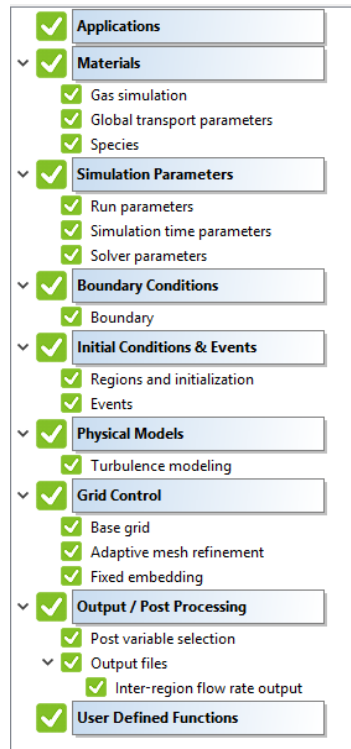 Applications
Materials
Gas simulation
Global transport parameters
Species
Simulation Parameters
Run parameters
Simulation time parameters
Solver parameters
Boundary Conditions
Boundary
Initial Conditions & Events
Regions and initialization
Events
Physical Models
Turbulence modeling
Grid Control
Base grid
Adaptive mesh refinement
Fixed embedding
Output / Post Processing
Post variable selection
Output files
Inter-region flow rate output
User Defined Functions